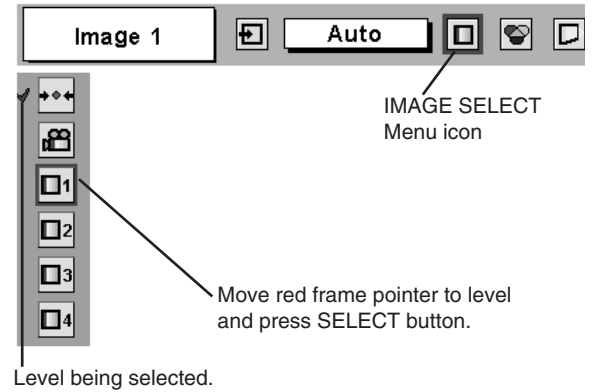 Image 1
Auto
IMAGE SELECT
Menu icon
1
2
3
4
Move red frame pointer to level
and press SELECT button.
Level being selected.